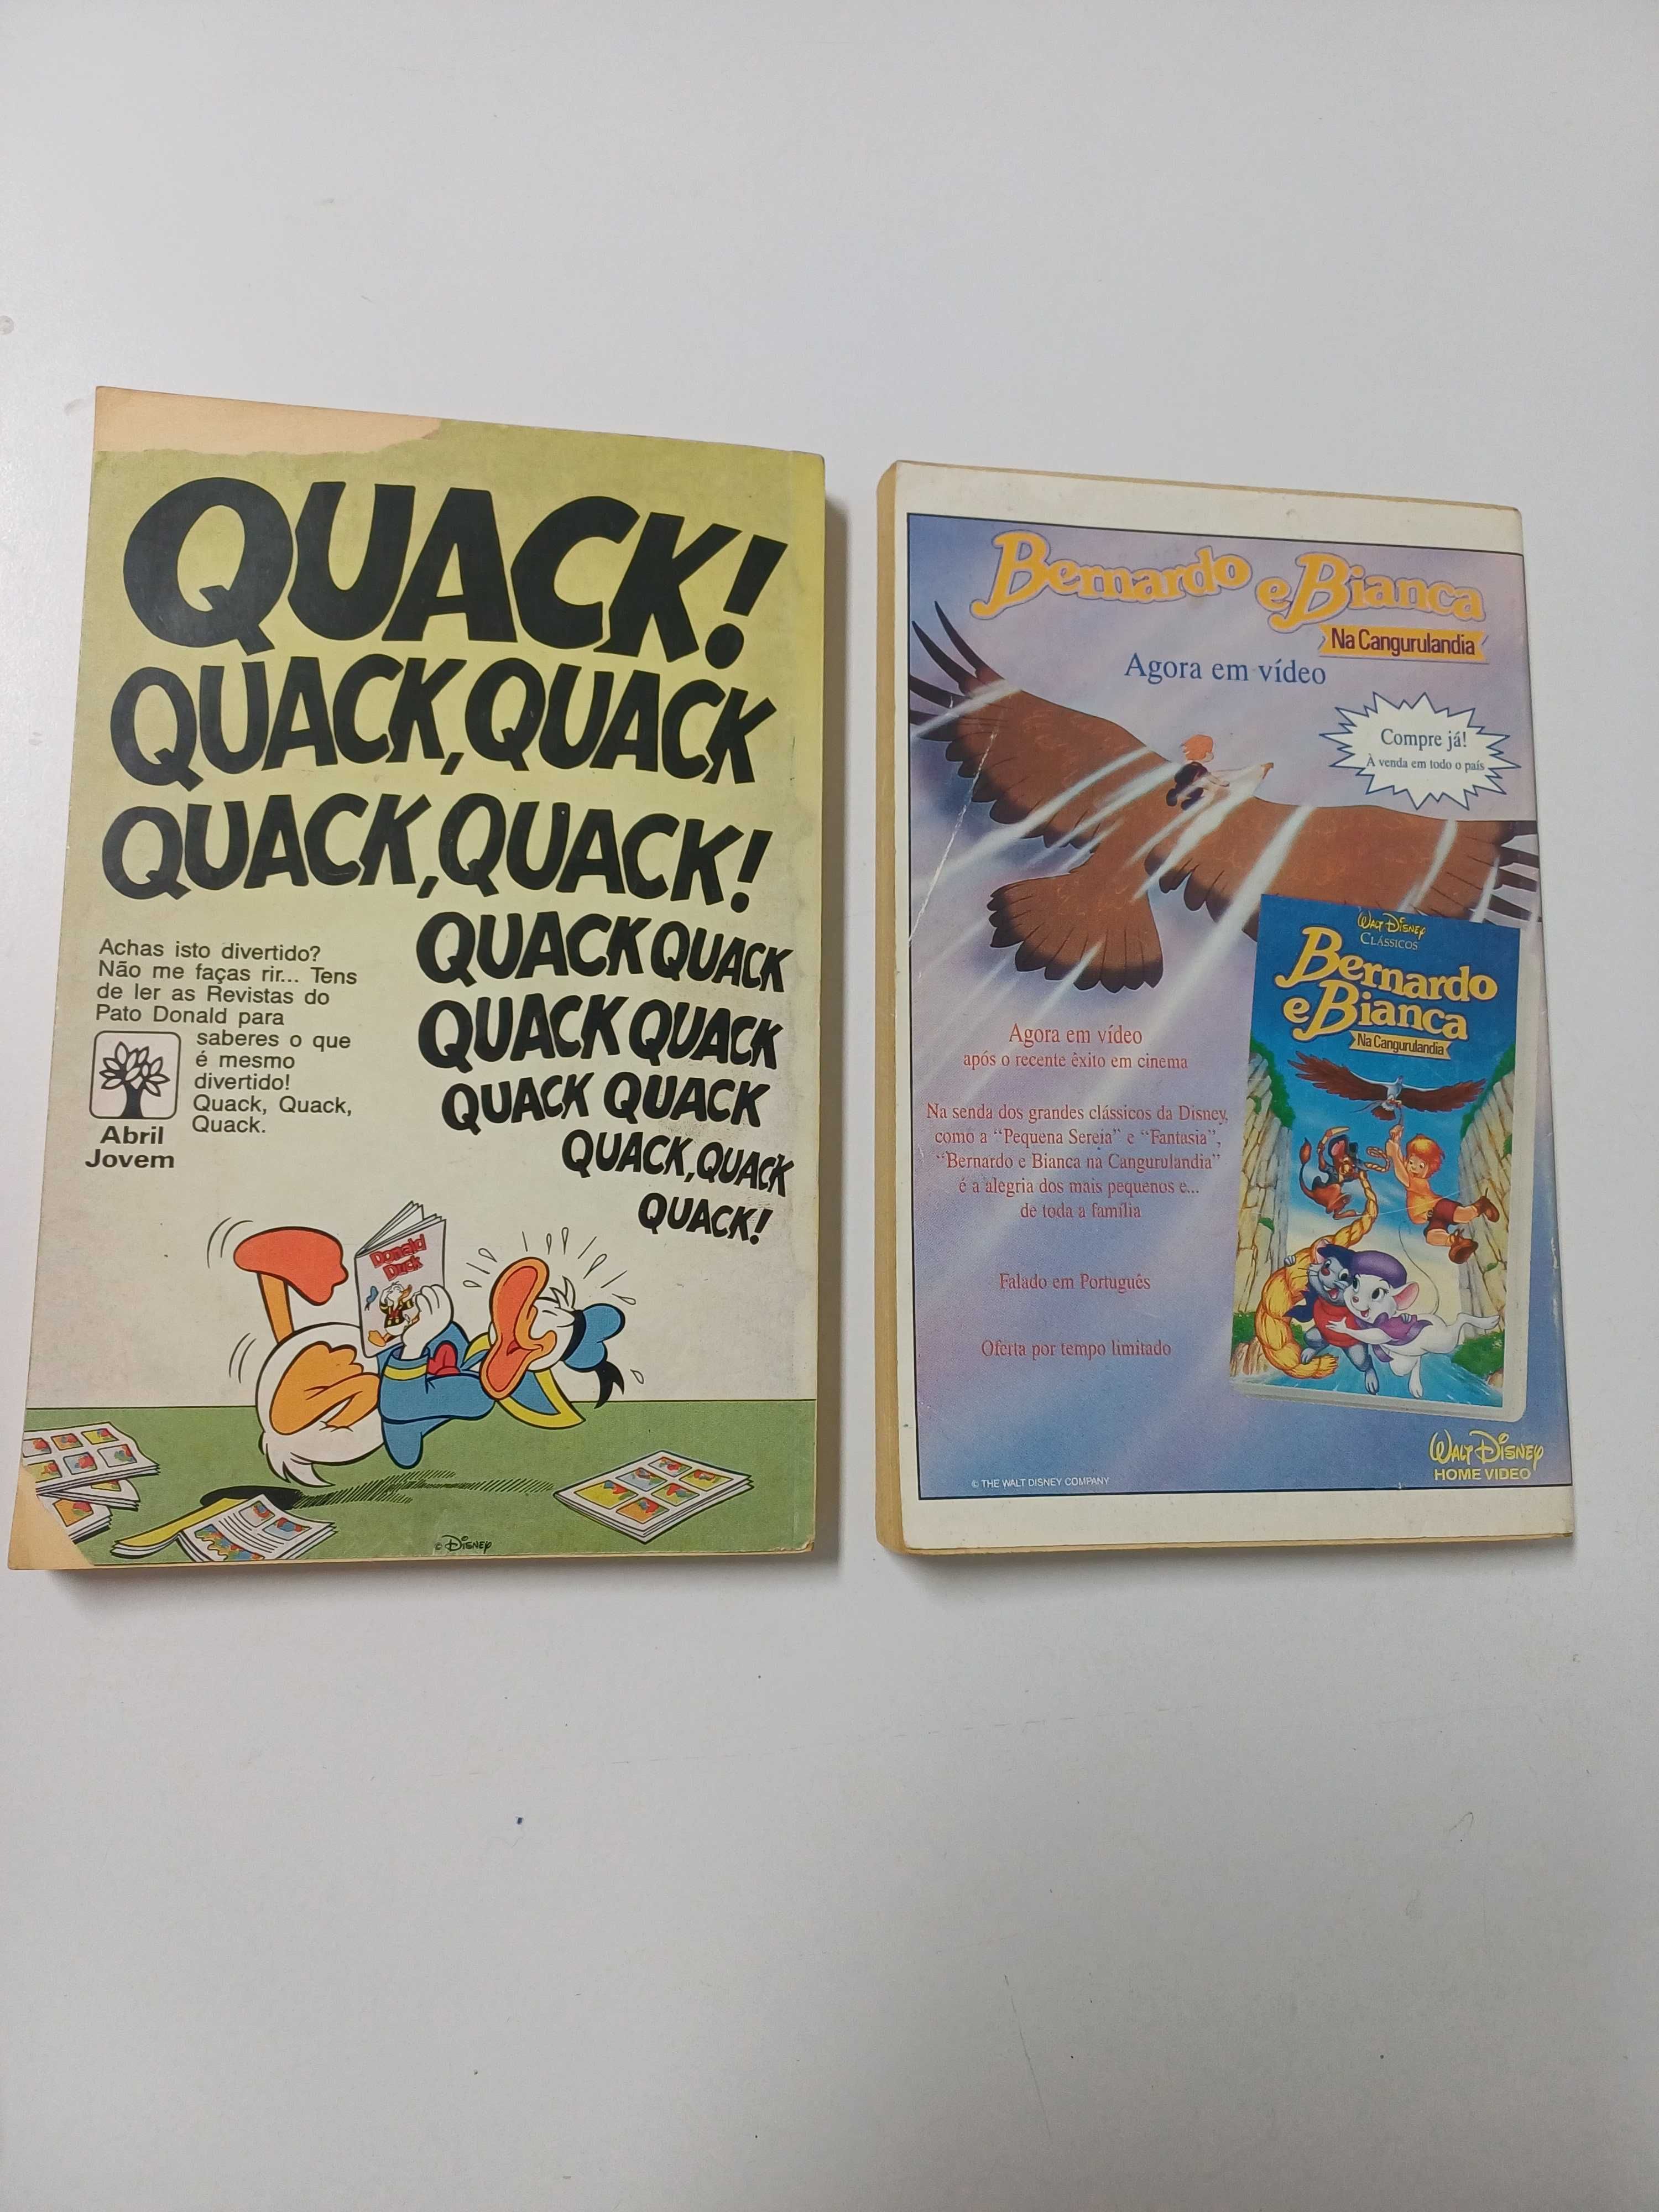 QUACK!
QUACK, QUACK
QUACK, QUACK!
QUACK QUACK
QUACK QUACK
QUACK QUACK
QUACK, QUACK
QUACK!
Achas isto divertido?
Não me faças rir... Tens
de ler as Revistas do
Pato Donald para
saberes o que
é mesmo
divertido!
Quack, Quack,
Quack.
Abril
Jovem
Donald
Duck
© DISNEY
Bernardo e Bianca
Na Cangurulandia
Agora em vídeo
Compre já!
À venda em todo o país
WALT DISNEY
CLÁSSICOS
Bernardo
e Bianca
Na Cangurulandia
Agora em vídeo
após o recente êxito em cinema
Na senda dos grandes clássicos da Disney,
como a “Pequena Sereia” e “Fantasia”,
“Bernardo e Bianca na Cangurulandia”
é a alegria dos mais pequenos e...
de toda a família
Falado em Português
Oferta por tempo limitado
WALT DISNEY
HOME VIDEO
© THE WALT DISNEY COMPANY